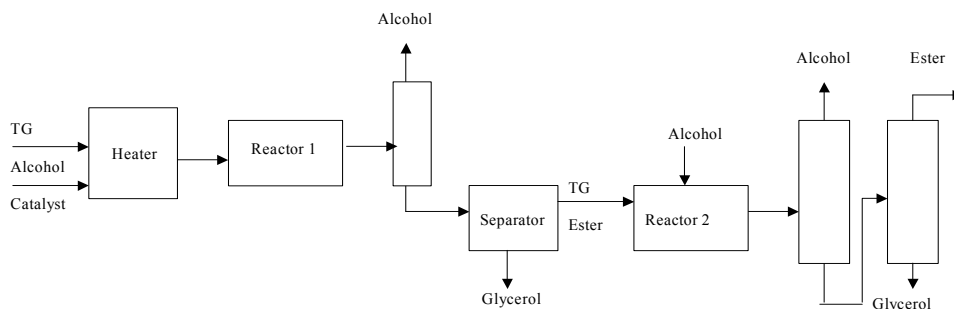 Alcohol
Alcohol
Ester
TG
Alcohol
Catalyst
Heater
Reactor 1
Alcohol
TG
Ester
Separator
Reactor 2
Glycerol
Glycerol